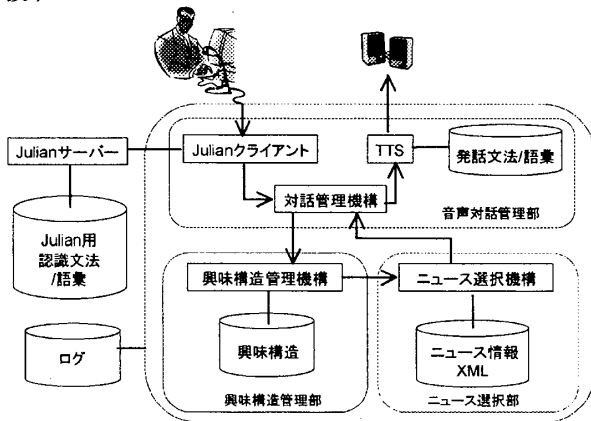 Julianサーバー
Julianクライアント
TTS
発話文法/語彙
対話管理機構
音声対話管理部
Julian用
認識文法
/語彙
興味構造管理機構
ニュース選択機構
ログ
興味構造
ニュース情報
XML
興味構造管理部
ニュース選択部